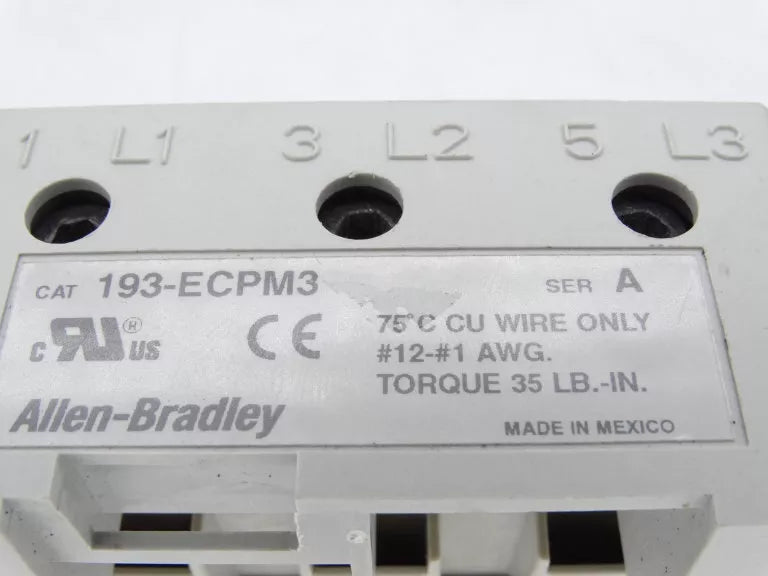 1 L1 3 L2 5 L3
CAT 193-ECPM3 SER A
c RU ® US CE 75°C CU WIRE ONLY
#12-#1 AWG.
TORQUE 35 LB.-IN.
Allen-Bradley
MADE IN MEXICO